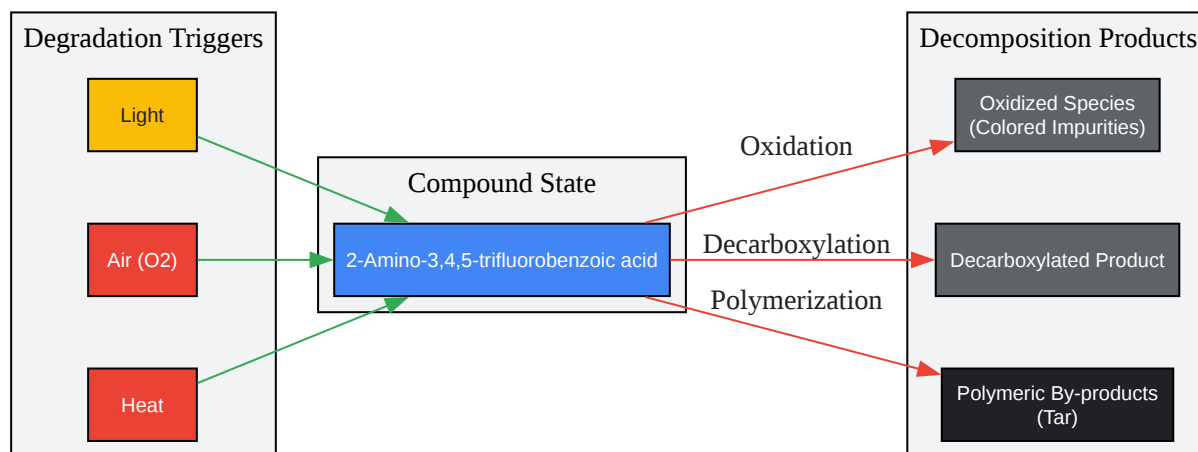 Degradation Triggers
Light
Air (O2)
Heat
Compound State
2-Amino-3,4,5-trifluorobenzoic acid
Oxidation
Decarboxylation
Polymerization
Decomposition Products
Oxidized Species
(Colored Impurities)
Decarboxylated Product
Polymeric By-products
(Tar)